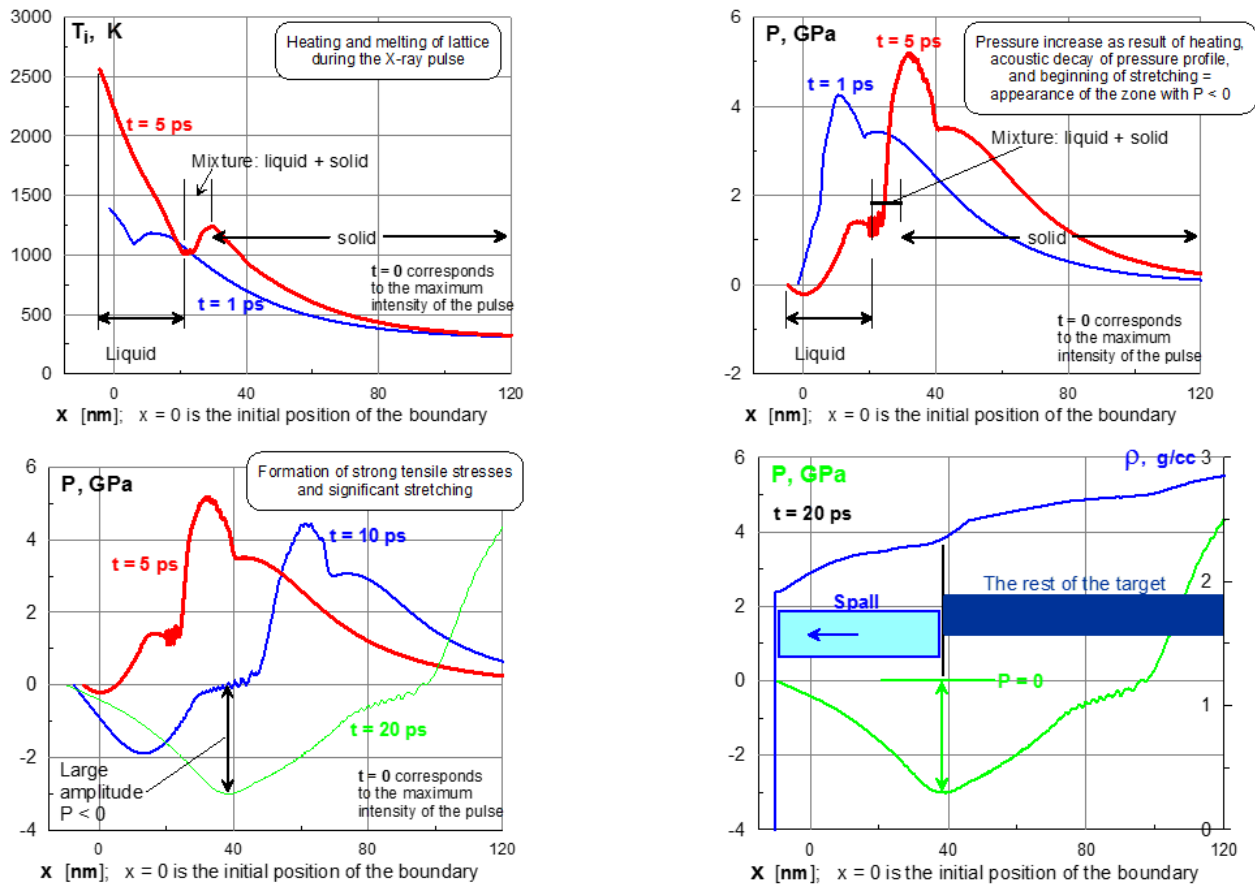 T_i, K
3000
2500
2000
1500
1000
500
0
Heating and melting of lattice
during the X-ray pulse
t = 5 ps
Mixture: liquid + solid
solid
t = 0 corresponds
to the maximum
intensity of the pulse
t = 1 ps
Liquid
0 40 80 120
x [nm]; x = 0 is the initial position of the boundary
P, GPa
6
4
2
0
-2
t = 5 ps
Pressure increase as result of heating,
acoustic decay of pressure profile,
and beginning of stretching =
appearance of the zone with P < 0
t = 1 ps
Mixture: liquid + solid
solid
t = 0 corresponds
to the maximum
intensity of the pulse
Liquid
0 40 80 120
x [nm]; x = 0 is the initial position of the boundary
P, GPa
6
4
2
0
-2
-4
Formation of strong tensile stresses
and significant stretching
t = 5 ps
t = 10 ps
t = 20 ps
Large
amplitude
P < 0
t = 0 corresponds
to the maximum
intensity of the pulse
0 40 80 120
x [nm]; x = 0 is the initial position of the boundary
P, GPa
ρ, g/cc
6
4
2
0
-2
-4
3
2
1
0
t = 20 ps
The rest of the target
Spall
P = 0
0 40 80 120
x [nm]; x = 0 is the initial position of the boundary